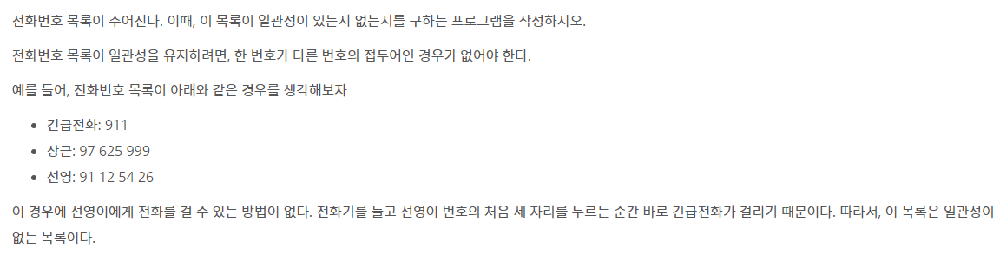 전화번호 목록이 주어진다. 이때, 이 목록이 일관성이 있는지 없는지를 구하는 프로그램을 작성하시오.
전화번호 목록이 일관성을 유지하려면, 한 번호가 다른 번호의 접두어인 경우가 없어야 한다.
예를 들어, 전화번호 목록이 아래와 같은 경우를 생각해보자
• 긴급전화: 911
• 상근: 97 625 999
• 선영: 91 12 54 26
이 경우에 선영이에게 전화를 걸 수 있는 방법이 없다. 전화기를 들고 선영이 번호의 처음 세 자리를 누르는 순간 바로 긴급전화가 걸리기 때문이다. 따라서, 이 목록은 일관성이
없는 목록이다.